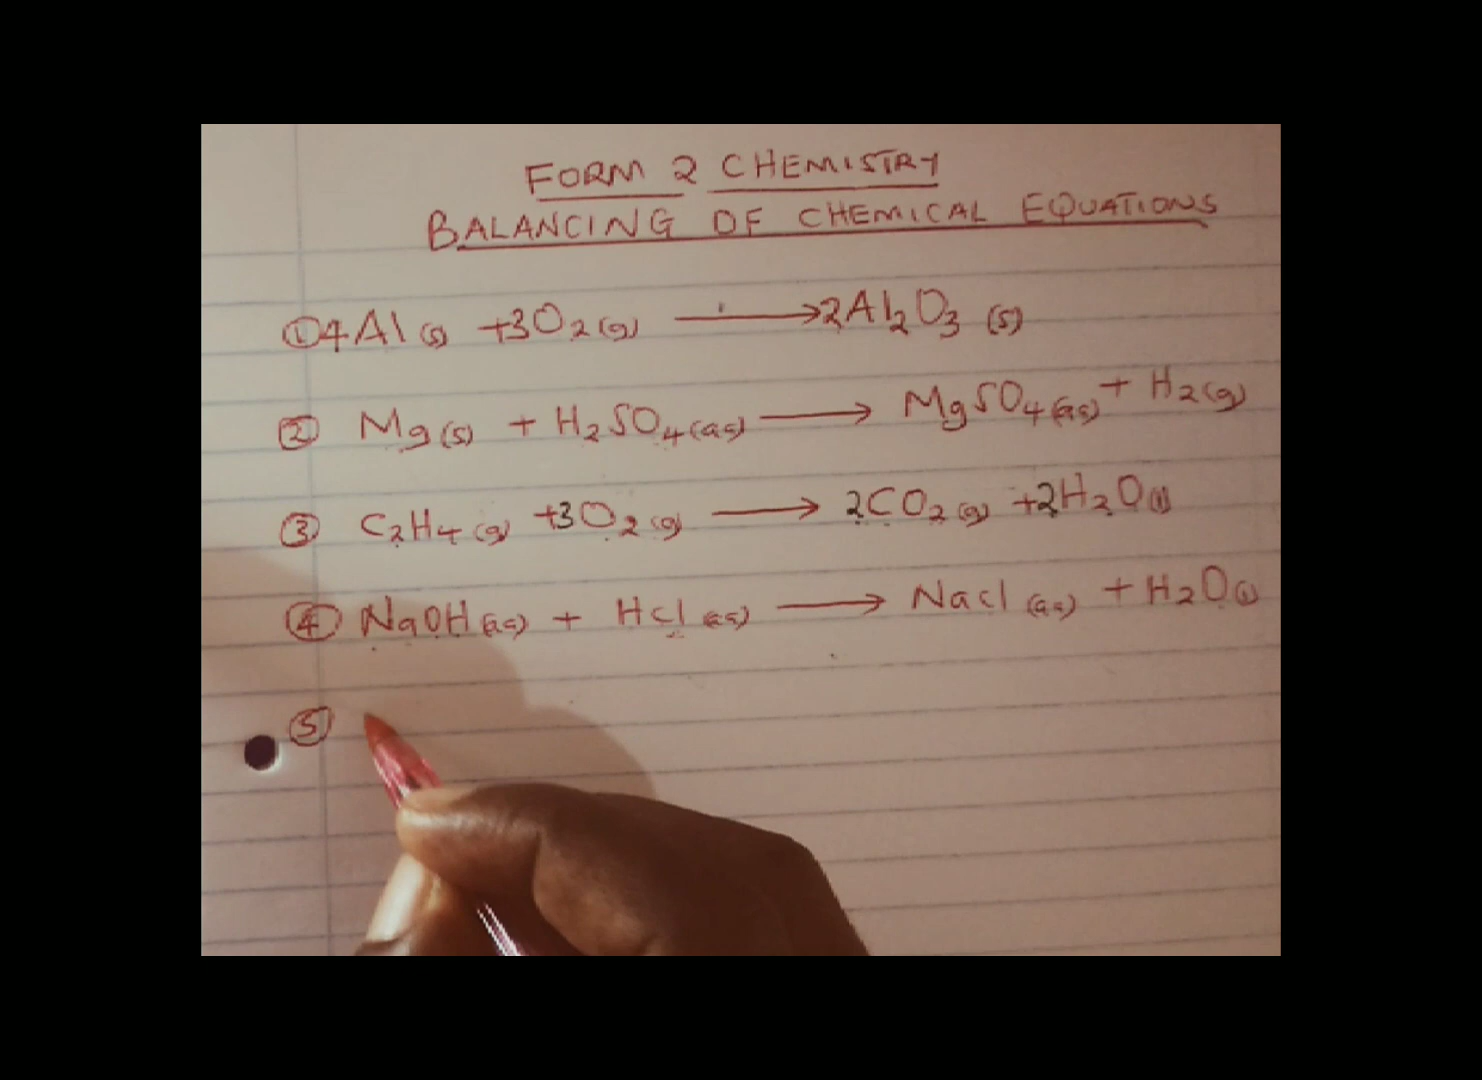 FORM 2 CHEMISTRY
BALANCING OF CHEMICAL EQUATIONS
① 4Al(s) +3O2(g) ⟶ 2Al2O3 (s)
② Mg(s) + H2SO4(aq) ⟶ MgSO4(aq) + H2(g)
③ C2H4(g) +3O2(g) ⟶ 2CO2(g) +2H2O(l)
④ NaOH(aq) + HCl(aq) ⟶ NaCl(aq) + H2O(l)
⑤